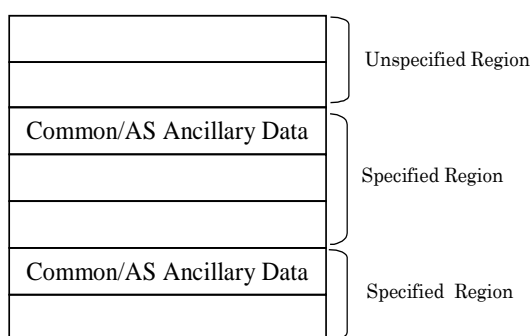 Unspecified Region
Common/AS Ancillary Data
Specified Region
Common/AS Ancillary Data
Specified Region